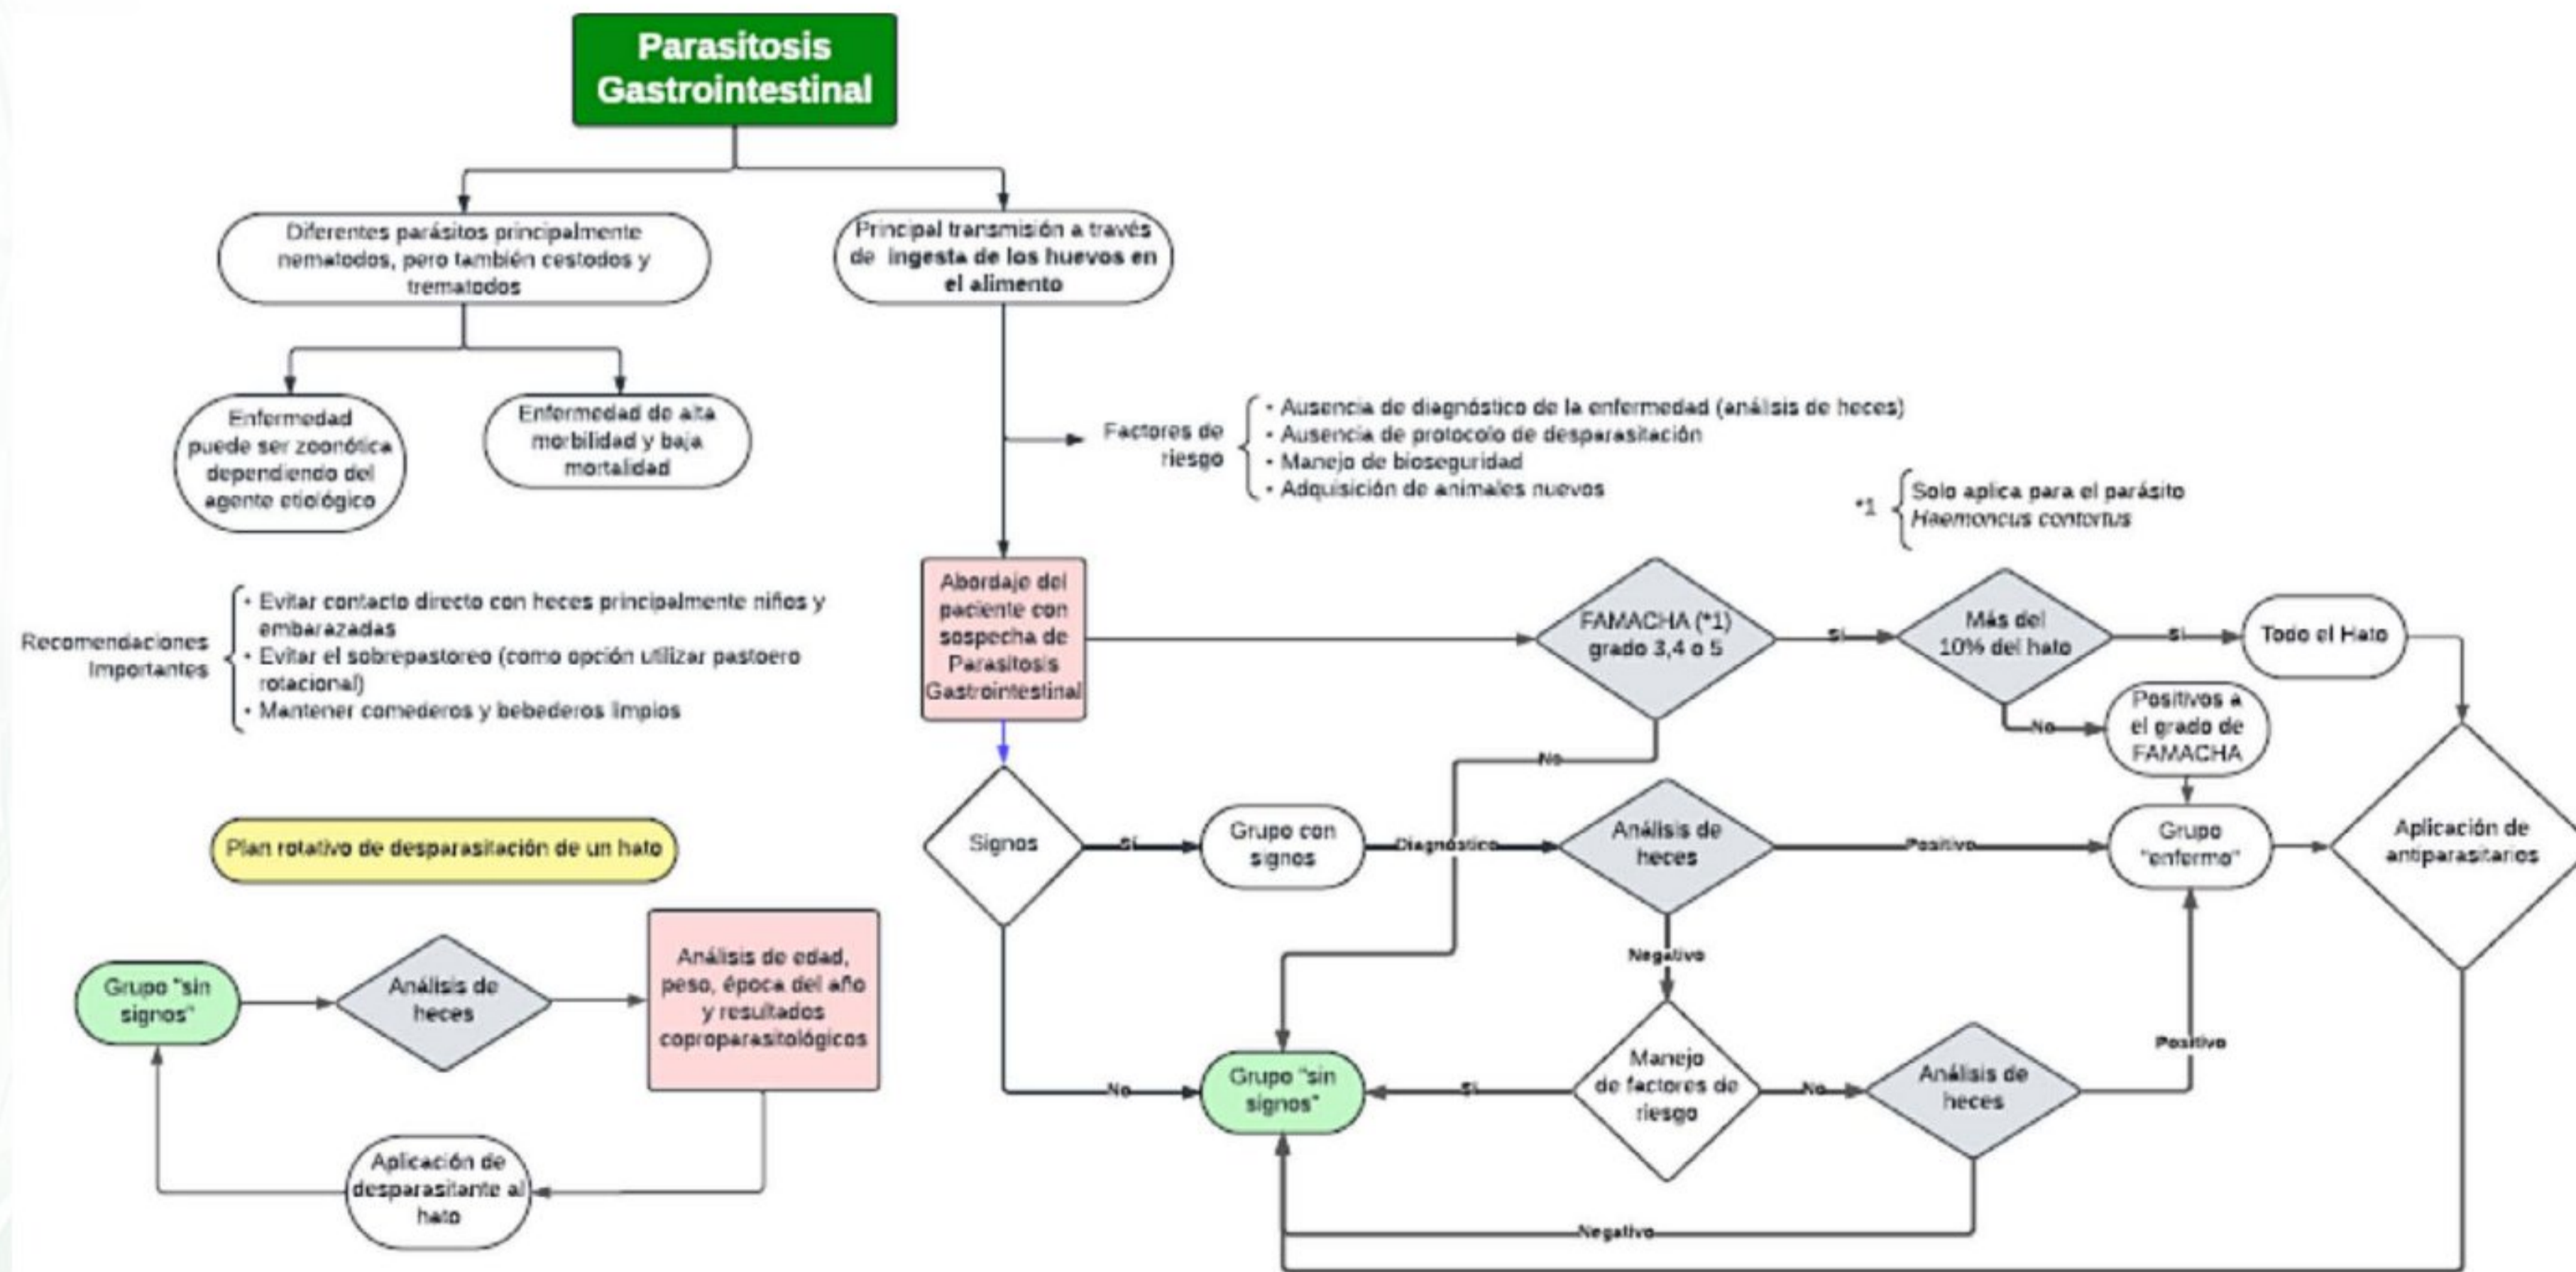 Parasitosis
Gastrointestinal
Diferentes parásitos principalmente
nematodos, pero también cestodos y
trematodos
Principal transmisión a través
de ingesta de los huevos en
el alimento
Enfermedad
puede ser zoonótica
dependiendo del
agente etiológico
Enfermedad de alta
morbilidad y baja
mortalidad
Factores de
riesgo
• Ausencia de diagnóstico de la enfermedad (análisis de heces)
• Ausencia de protocolo de desparasitación
• Manejo de bioseguridad
• Adquisición de animales nuevos
*1
Solo aplica para el parásito
Haemoncus contortus
Recomendaciones
Importantes
• Evitar contacto directo con heces principalmente niños y
embarazadas
• Evitar el sobrepastoreo (como opción utilizar pastoero
rotacional)
• Mantener comederos y bebederos limpios
Abordaje del
paciente con
sospecha de
Parasitosis
Gastrointestinal
FAMACHA (*1)
grado 3,4 o 5
Sí
Más del
10% del hato
Sí
Todo el Hato
No
Positivos a
el grado de
FAMACHA
No
Signos
Sí
Grupo con
signos
Diagnóstico
Análisis de
heces
Positivo
Grupo
"enfermo"
Aplicación de
antiparasitarios
Negativo
No
Grupo "sin
signos"
Sí
Manejo
de factores de
riesgo
No
Análisis de
heces
Positivo
Negativo
Plan rotativo de desparasitación de un hato
Grupo "sin
signos"
Análisis de
heces
Análisis de edad,
peso, época del año
y resultados
coproparasitológicos
Aplicación de
desparasitante al
hato